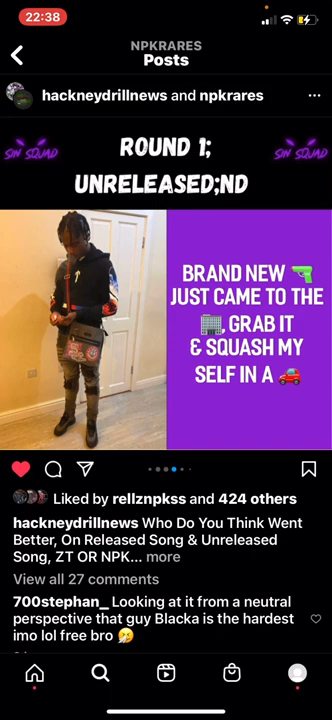 22:38
NPKRARES
Posts
hackneydrillnews and npkrares
SIN SQUAD
ROUND 1;
SIN SQUAD
UNRELEASED;ND
BRAND NEW 🔫
JUST CAME TO THE
🏢 GRAB IT
& SQUASH MY
SELF IN A 🚗
Liked by rellznpkss and 424 others
hackneydrillnews Who Do You Think Went
Better, On Released Song & Unreleased
Song, ZT OR NPK... more
View all 27 comments
700stephan_ Looking at it from a neutral
perspective that guy Blacka is the hardest
imo lol free bro 🤧